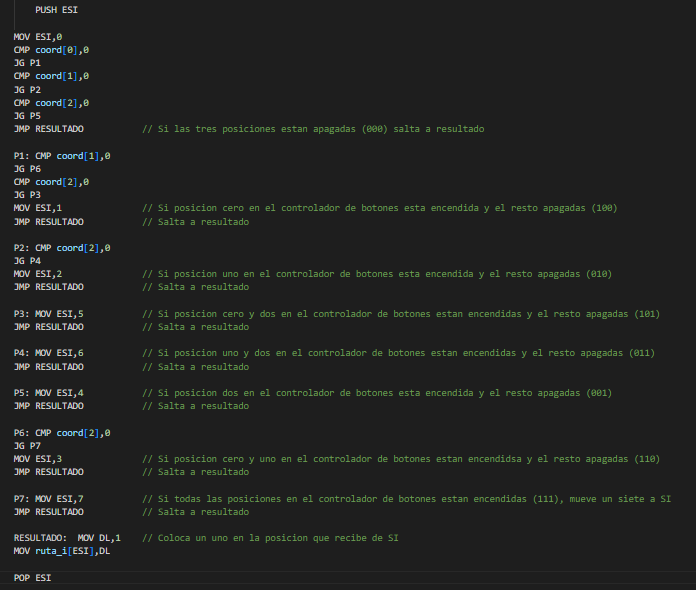 PUSH ESI
MOV ESI,0
CMP coord[0],0
JG P1
CMP coord[1],0
JG P2
CMP coord[2],0
JG P5
JMP RESULTADO // Si las tres posiciones estan apagadas (000) salta a resultado
P1: CMP coord[1],0
JG P6
CMP coord[2],0
JG P3
MOV ESI,1 // Si posicion cero en el controlador de botones esta encendida y el resto apagadas (100)
JMP RESULTADO // Salta a resultado
P2: CMP coord[2],0
JG P4
MOV ESI,2 // Si posicion uno en el controlador de botones esta encendida y el resto apagadas (010)
JMP RESULTADO // Salta a resultado
P3: MOV ESI,5 // Si posicion cero y dos en el controlador de botones estan encendidas y el resto apagadas (101)
JMP RESULTADO // Salta a resultado
P4: MOV ESI,6 // Si posicion uno y dos en el controlador de botones estan encendidas y el resto apagadas (011)
JMP RESULTADO // Salta a resultado
P5: MOV ESI,4 // Si posicion dos en el controlador de botones esta encendida y el resto apagadas (001)
JMP RESULTADO // Salta a resultado
P6: CMP coord[2],0
JG P7
MOV ESI,3 // Si posicion cero y uno en el controlador de botones estan encendidsa y el resto apagadas (110)
JMP RESULTADO // Salta a resultado
P7: MOV ESI,7 // Si todas las posiciones en el controlador de botones estan encendidas (111), mueve un siete a SI
JMP RESULTADO // Salta a resultado
RESULTADO: MOV DL,1 // Coloca un uno en la posicion que recibe de SI
MOV ruta_i[ESI],DL
POP ESI